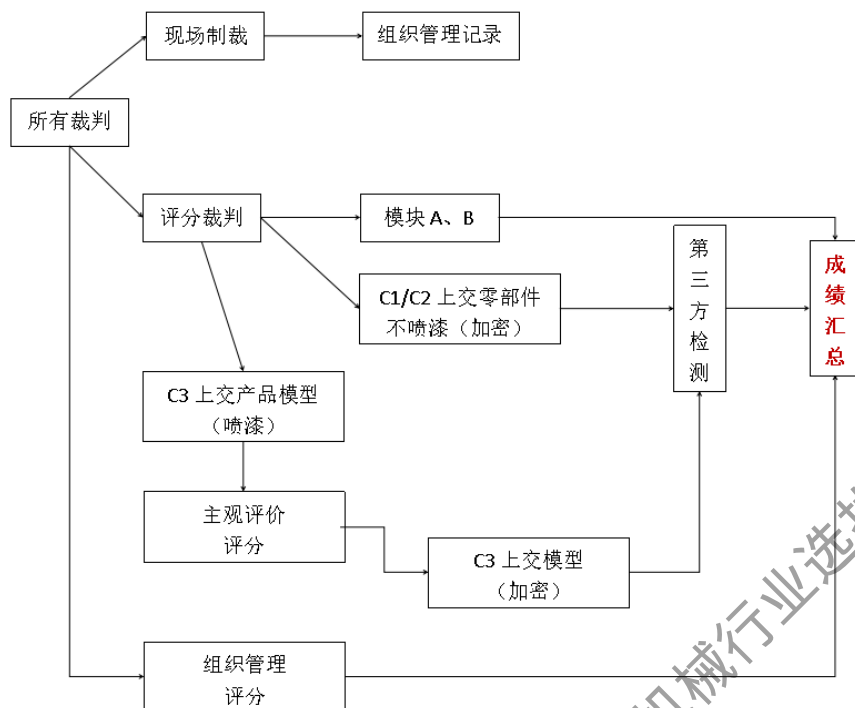 现场制裁
组织管理记录
所有裁判
评分裁判
模块 A、B
C1/C2 上交零部件
不喷漆（加密）
第三方检测
成绩汇总
C3 上交产品模型
（喷漆）
主观评价
评分
C3 上交模型
（加密）
组织管理
评分
机械行业选拔